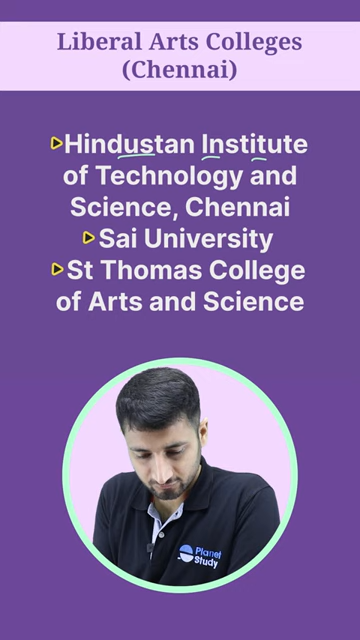 Liberal Arts Colleges
(Chennai)
Hindustan Institute
of Technology and
Science, Chennai
Sai University
St Thomas College
of Arts and Science
Planet
Study